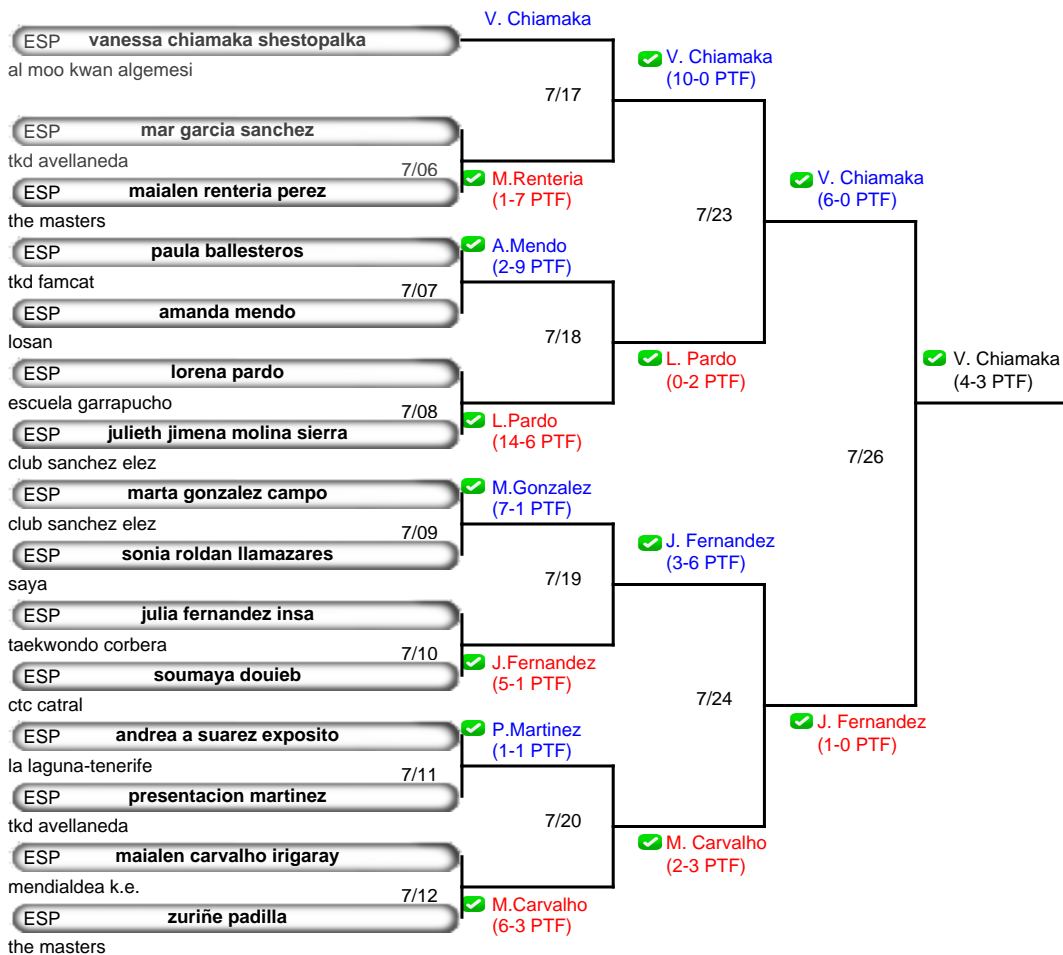 V. Chiamaka
ESP vanessa chiamaka shestopalka
al moo kwan algemesi
V. Chiamaka
(10-0 PTF)
7/17
ESP mar garcia sanchez
tkd avellaneda
7/06
M.Renteria
(1-7 PTF)
ESP maialen renteria perez
the masters
V. Chiamaka
(6-0 PTF)
7/23
ESP paula ballesteros
tkd famcat
A.Mendo
(2-9 PTF)
7/07
ESP amanda mendo
losan
7/18
ESP lorena pardo
escuela garrapucho
L. Pardo
(0-2 PTF)
V. Chiamaka
(4-3 PTF)
7/08
L.Pardo
(14-6 PTF)
ESP julieth jimena molina sierra
club sanchez elez
7/26
ESP marta gonzalez campo
club sanchez elez
M.Gonzalez
(7-1 PTF)
7/09
ESP sonia roldan llamazares
saya
J. Fernandez
(3-6 PTF)
7/19
ESP julia fernandez insa
taekwondo corbera
7/10
J.Fernandez
(5-1 PTF)
ESP soumaya douieb
ctc catral
7/24
ESP andrea a suarez exposito
la laguna-tenerife
P.Martinez
(1-1 PTF)
J. Fernandez
(1-0 PTF)
7/11
ESP presentacion martinez
tkd avellaneda
7/20
ESP maialen carvalho irigaray
mendialdea k.e.
M. Carvalho
(2-3 PTF)
7/12
M.Carvalho
(6-3 PTF)
ESP zuriñe padilla
the masters